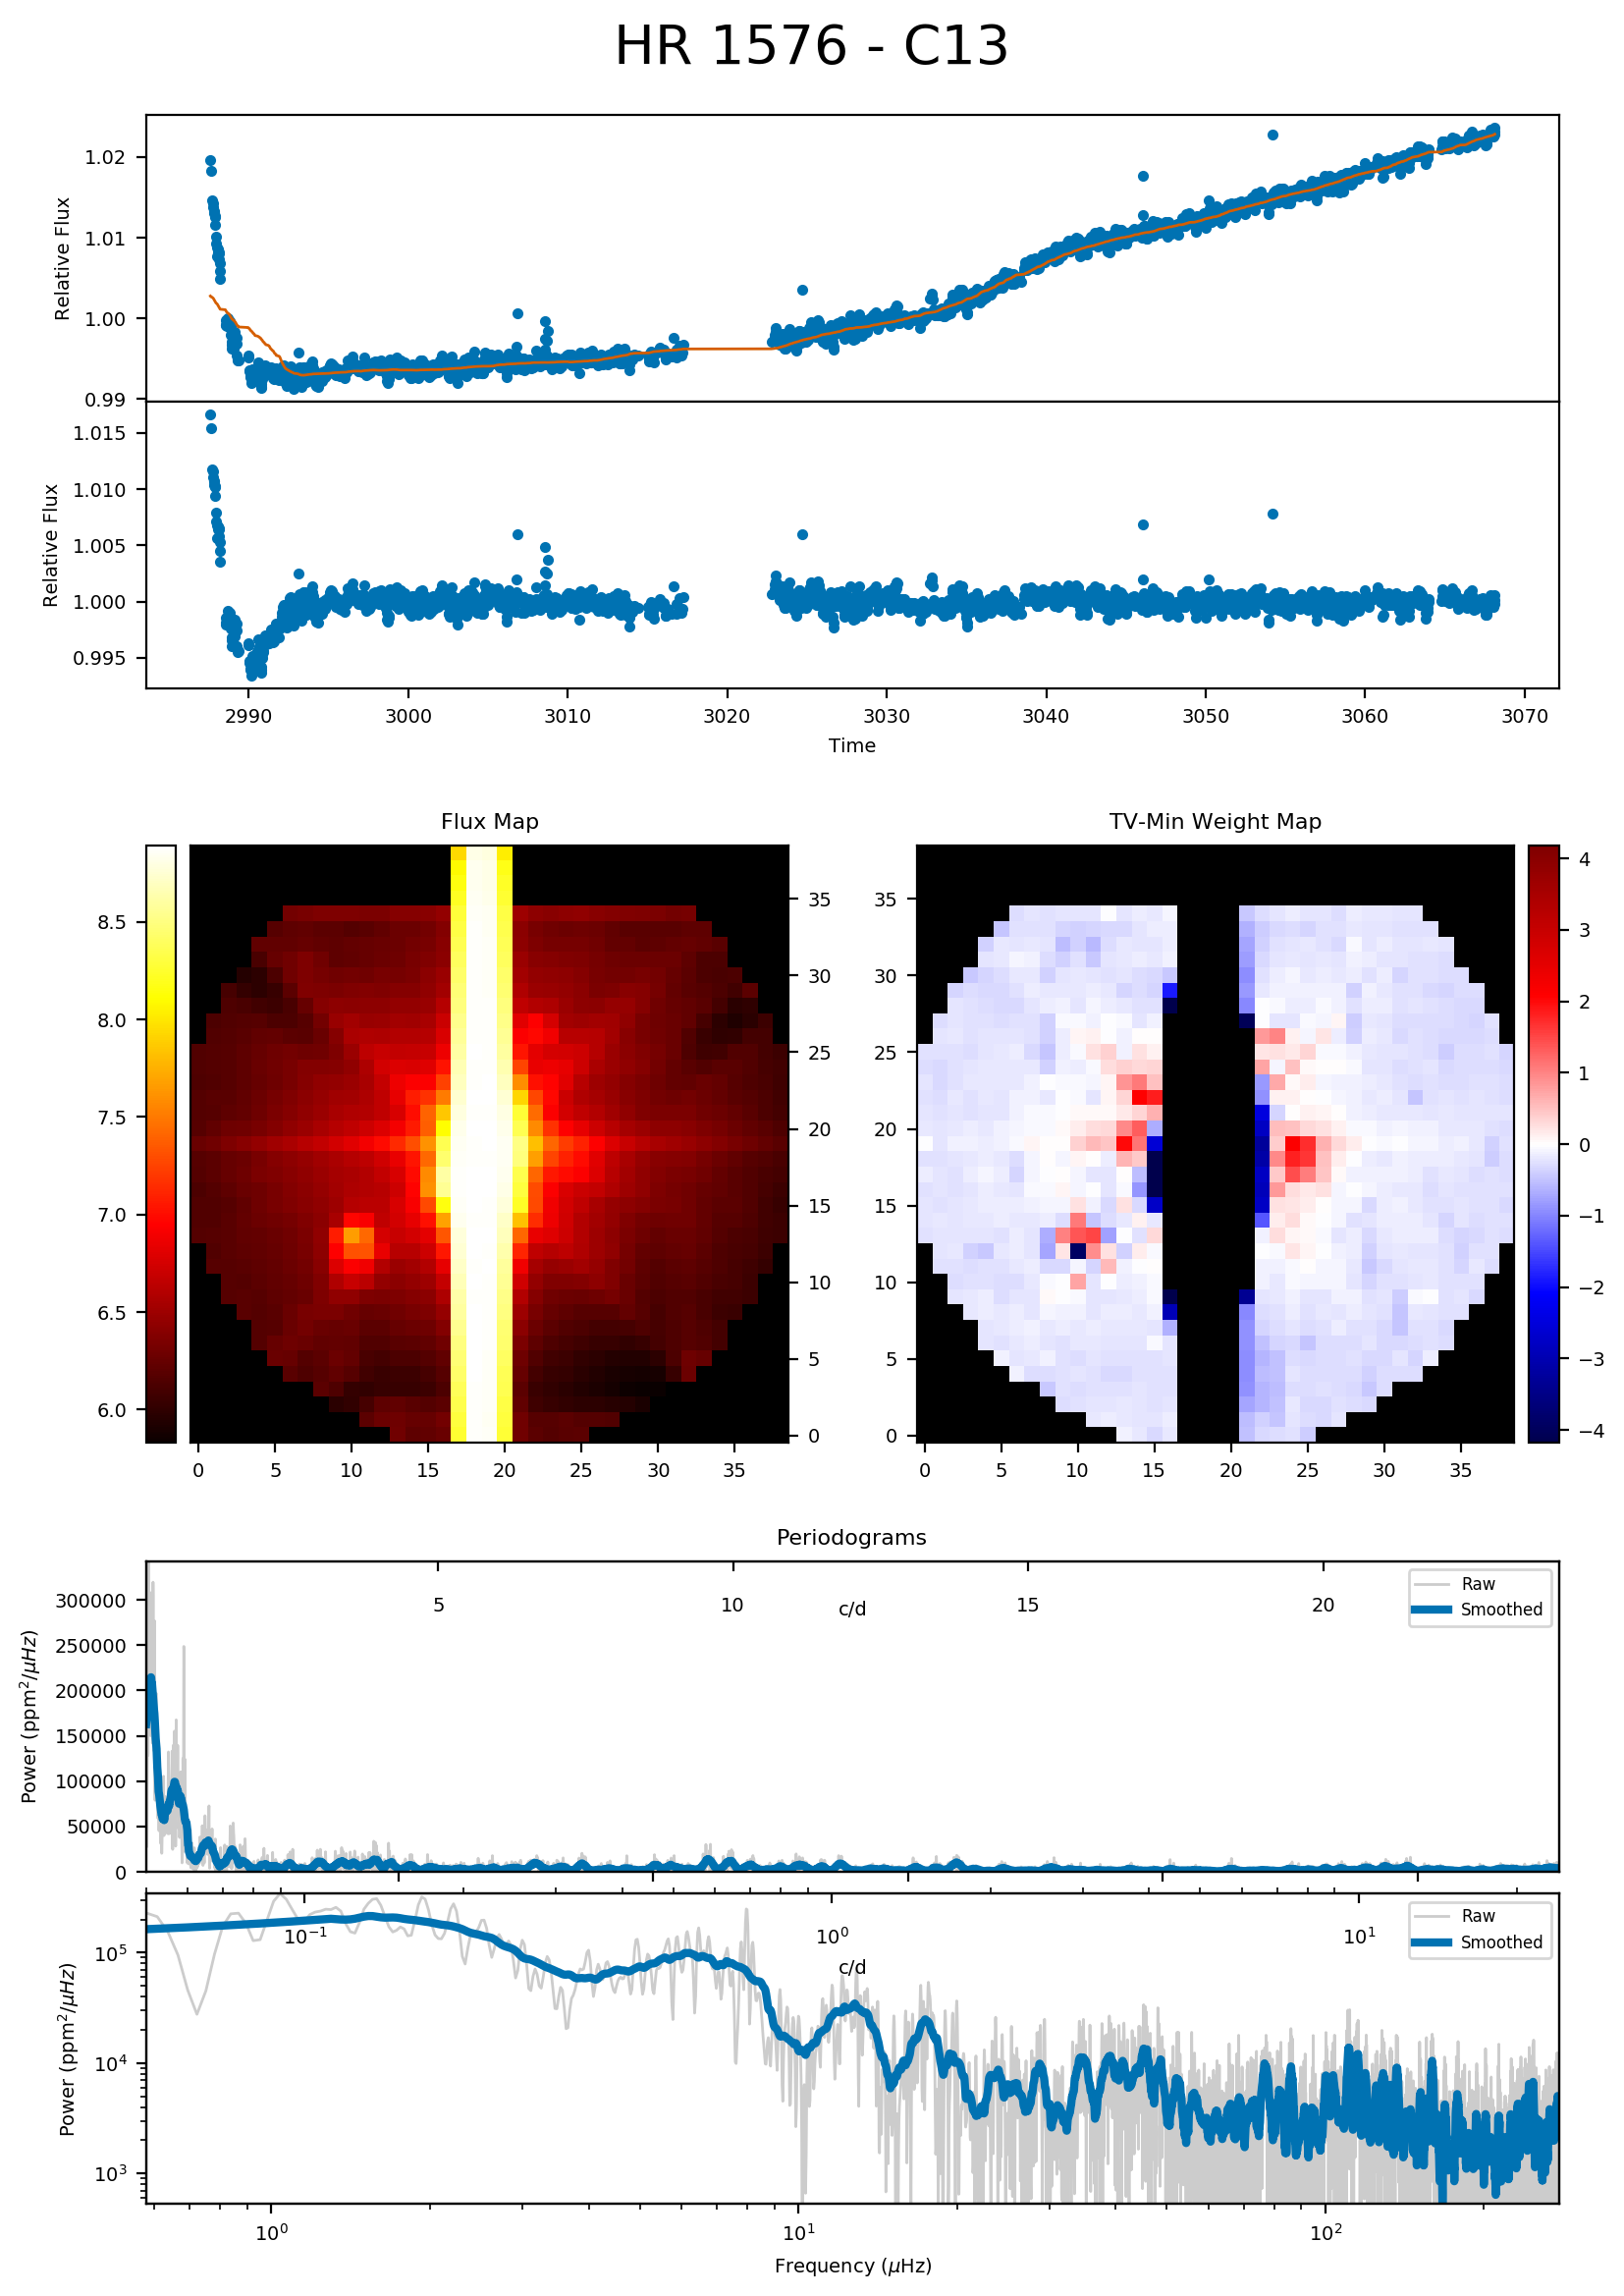 HR 1576 - C13
1.02
1.01
1.00
0.99
Relative Flux
1.015
1.010
1.005
1.000
0.995
Relative Flux
2990 3000 3010 3020 3030 3040 3050 3060 3070
Time
Flux Map
8.5
8.0
7.5
7.0
6.5
6.0
35
30
25
20
15
10
5
0
0 5 10 15 20 25 30 35
TV-Min Weight Map
35
30
25
20
15
10
5
0
0 5 10 15 20 25 30 35
4
3
2
1
0
−1
−2
−3
−4
Periodograms
300000
250000
200000
150000
100000
50000
0
Power (ppm²/μHz)
5 10 15 20
c/d
Raw
Smoothed
10⁵
10⁴
10³
Power (ppm²/μHz)
10⁻¹ 10⁰ 10¹
c/d
Raw
Smoothed
10⁰ 10¹ 10²
Frequency (μHz)